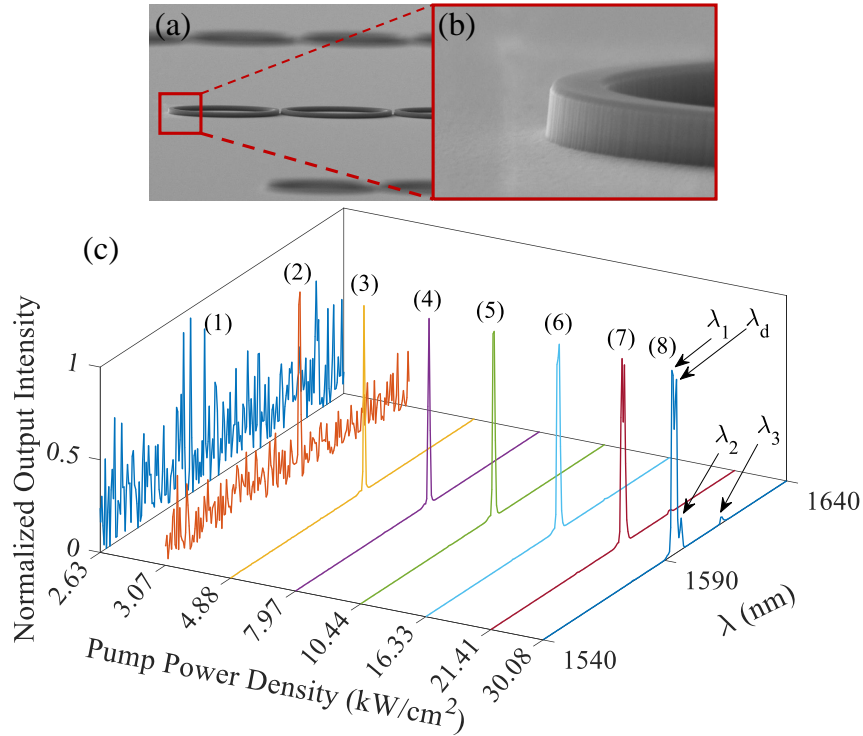 (a)
(b)
(c)
(1)
(2)
(3)
(4)
(5)
(6)
(7)
(8)
λ1
λd
λ2
λ3
1
0.5
0
Normalized Output Intensity
2.63
3.07
4.88
7.97
10.44
16.33
21.41
30.08
Pump Power Density (kW/cm²)
1540
1590
1640
λ (nm)